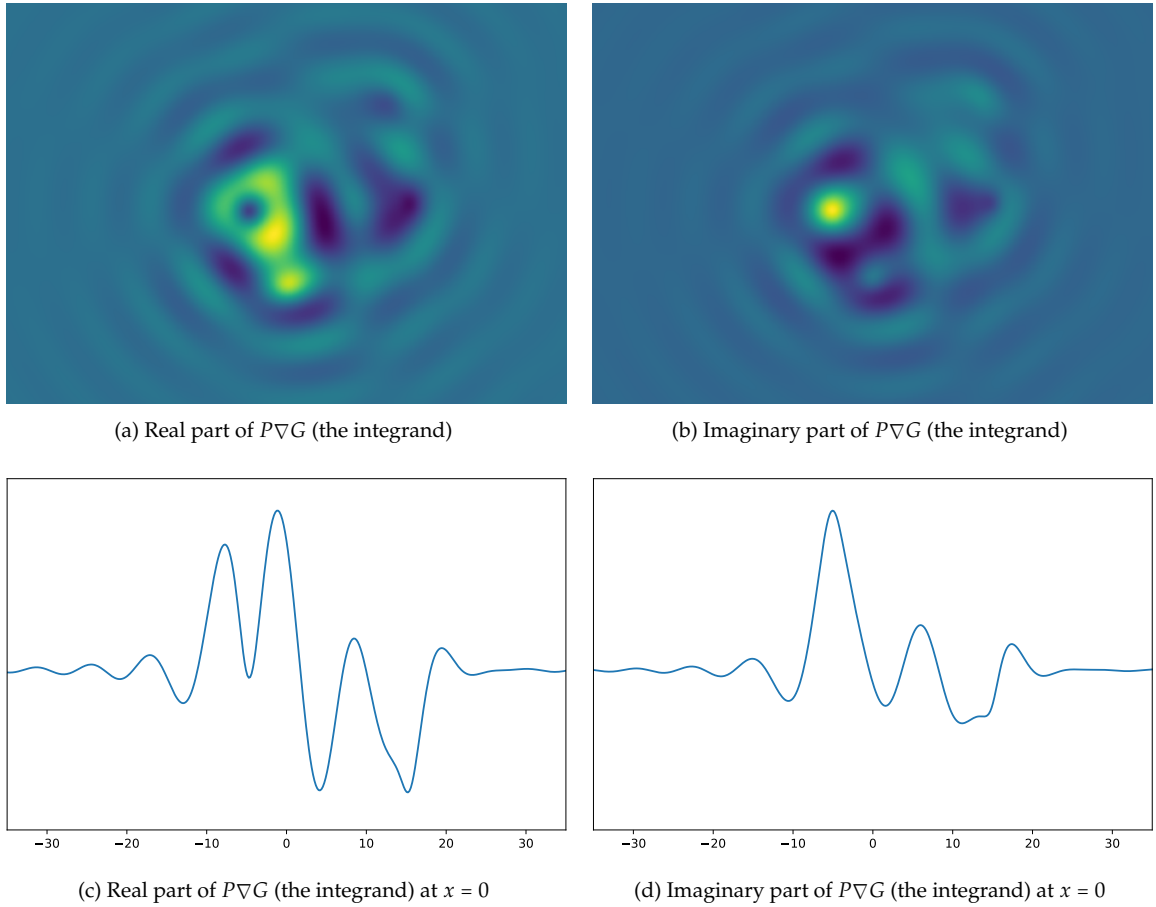 (a) Real part of P∇G (the integrand)
(b) Imaginary part of P∇G (the integrand)
−30 −20 −10 0 10 20 30
−30 −20 −10 0 10 20 30
(c) Real part of P∇G (the integrand) at x = 0
(d) Imaginary part of P∇G (the integrand) at x = 0